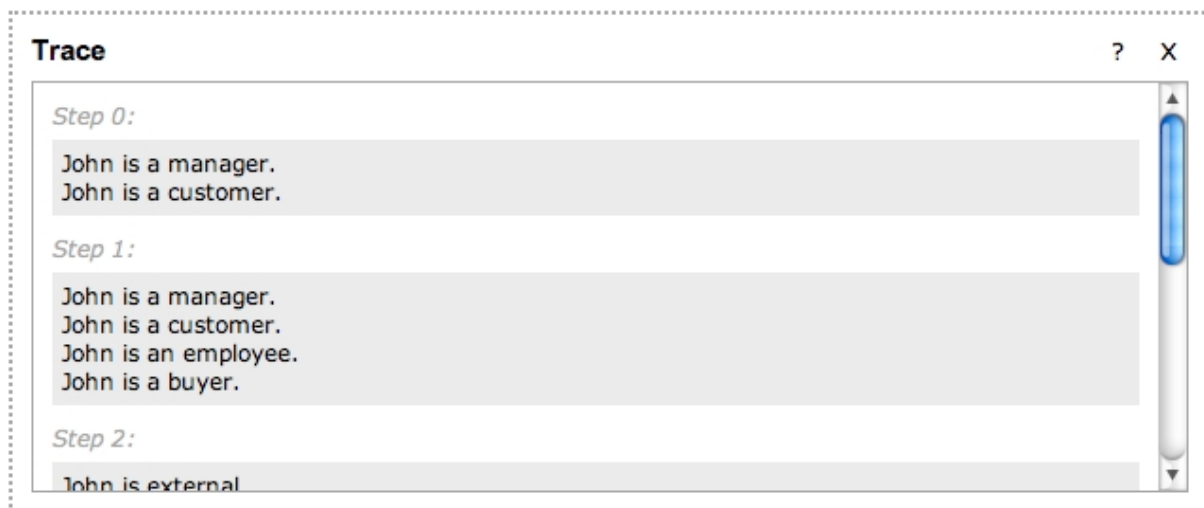 Trace ? X
Step 0:
John is a manager.
John is a customer.
Step 1:
John is a manager.
John is a customer.
John is an employee.
John is a buyer.
Step 2:
John is external